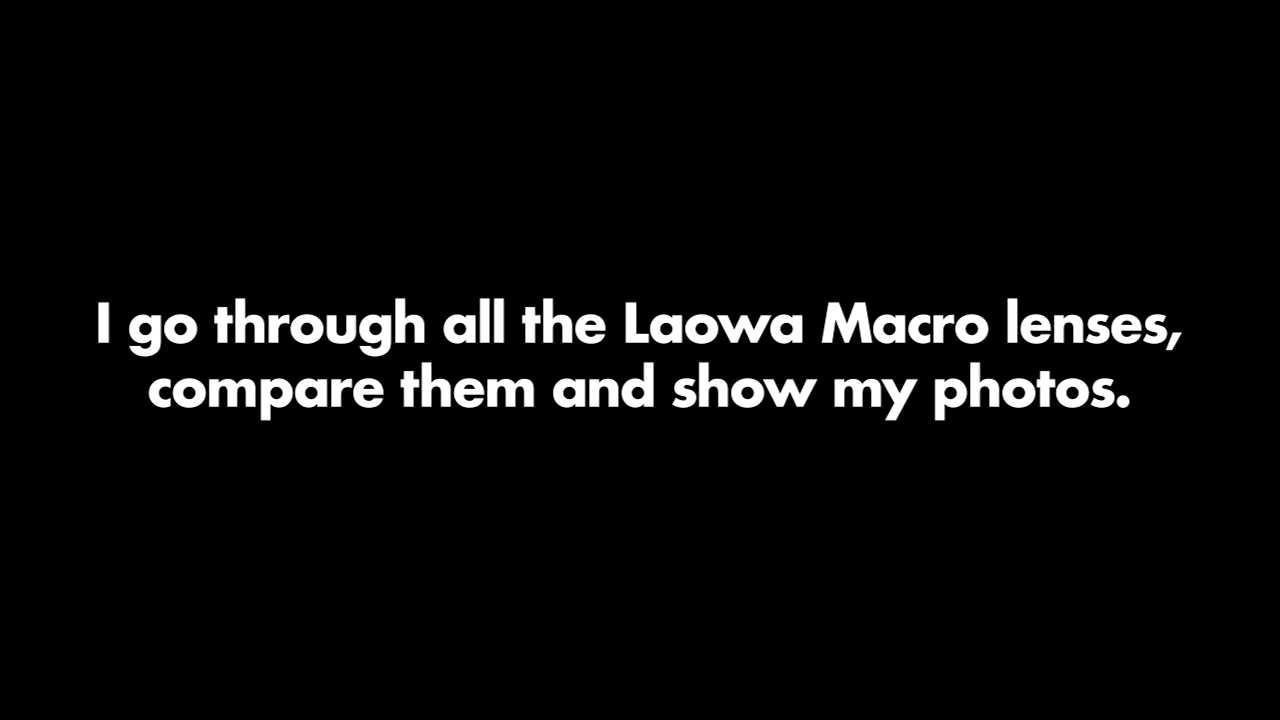 I go through all the Laowa Macro lenses,
compare them and show my photos.